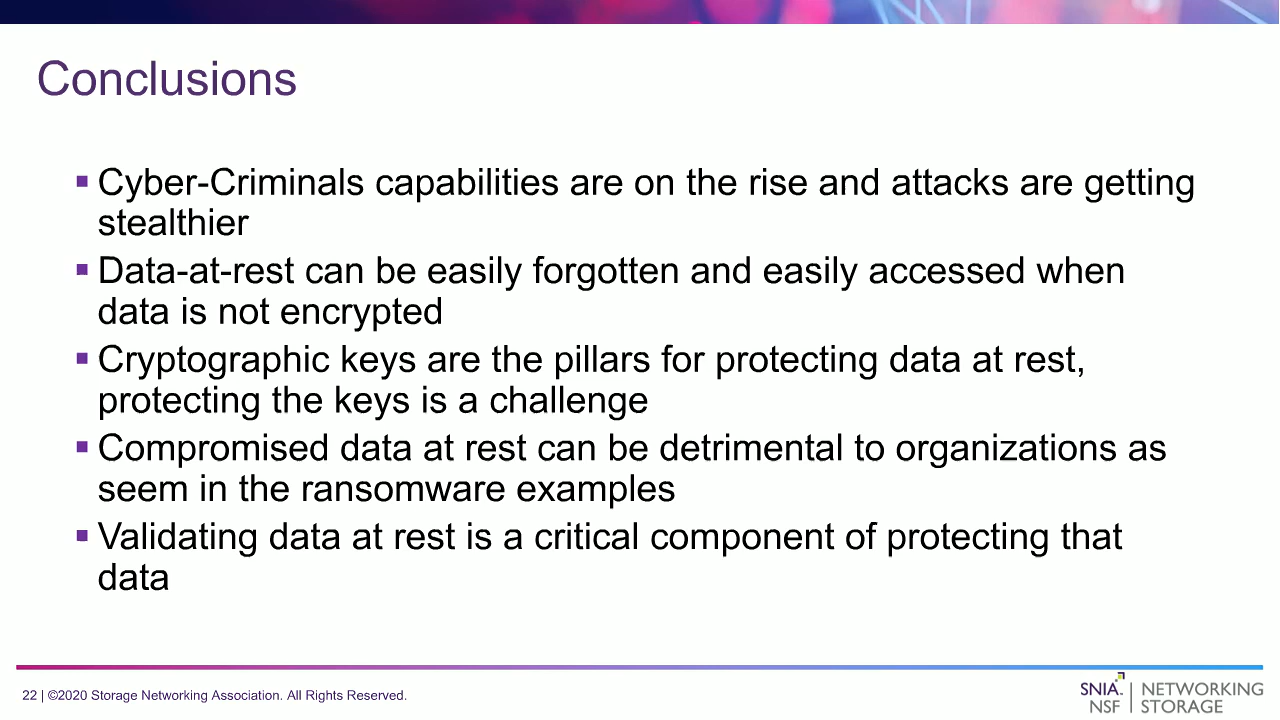 Conclusions
▪ Cyber-Criminals capabilities are on the rise and attacks are getting
stealthier
▪ Data-at-rest can be easily forgotten and easily accessed when
data is not encrypted
▪ Cryptographic keys are the pillars for protecting data at rest,
protecting the keys is a challenge
▪ Compromised data at rest can be detrimental to organizations as
seem in the ransomware examples
▪ Validating data at rest is a critical component of protecting that
data
22 | ©2020 Storage Networking Association. All Rights Reserved.
SNIA™ | NETWORKING
NSF | STORAGE